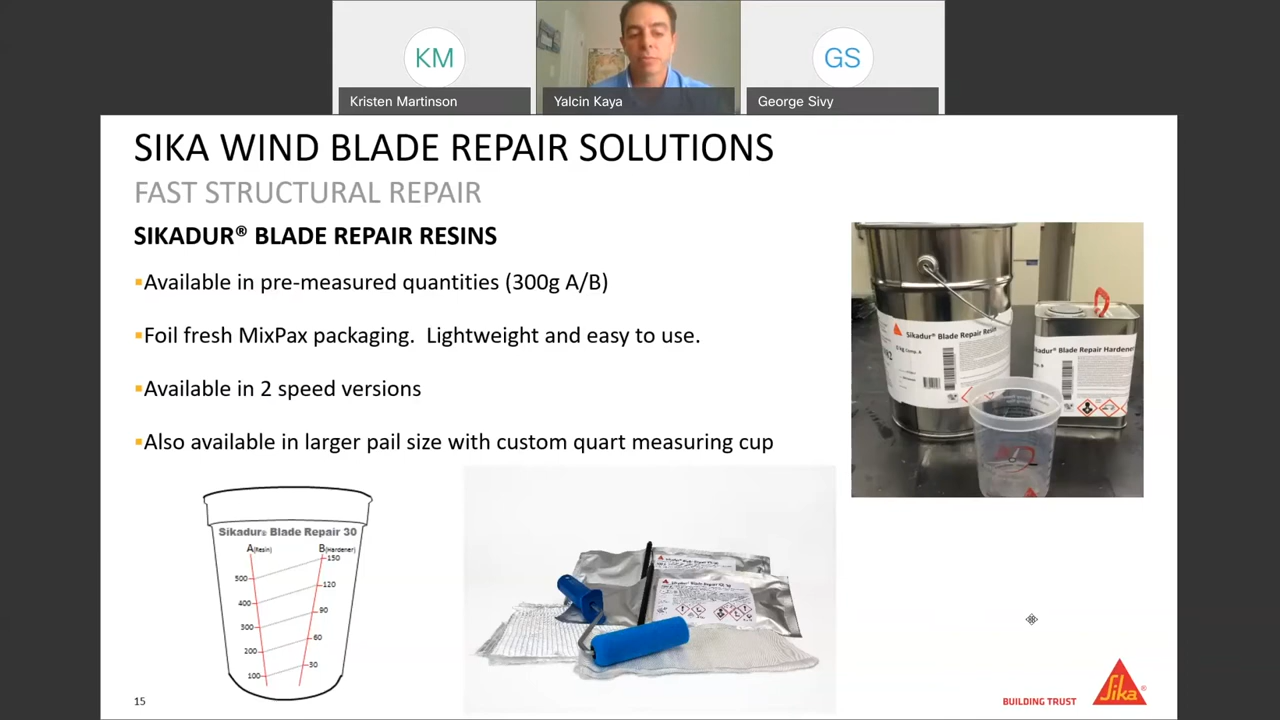 KM
GS
Kristen Martinson
Yalcin Kaya
George Sivy
SIKA WIND BLADE REPAIR SOLUTIONS
FAST STRUCTURAL REPAIR
SIKADUR® BLADE REPAIR RESINS
▪Available in pre-measured quantities (300g A/B)
▪Foil fresh MixPax packaging.  Lightweight and easy to use.
▪Available in 2 speed versions
▪Also available in larger pail size with custom quart measuring cup
Sikadur® Blade Repair Resin
Sikadur® Blade Repair Hardener
Sikadur® Blade Repair 30
A(Resin) B(Hardener)
150
500 120
400 90
300 60
200 30
100
15
BUILDING TRUST
Sika®